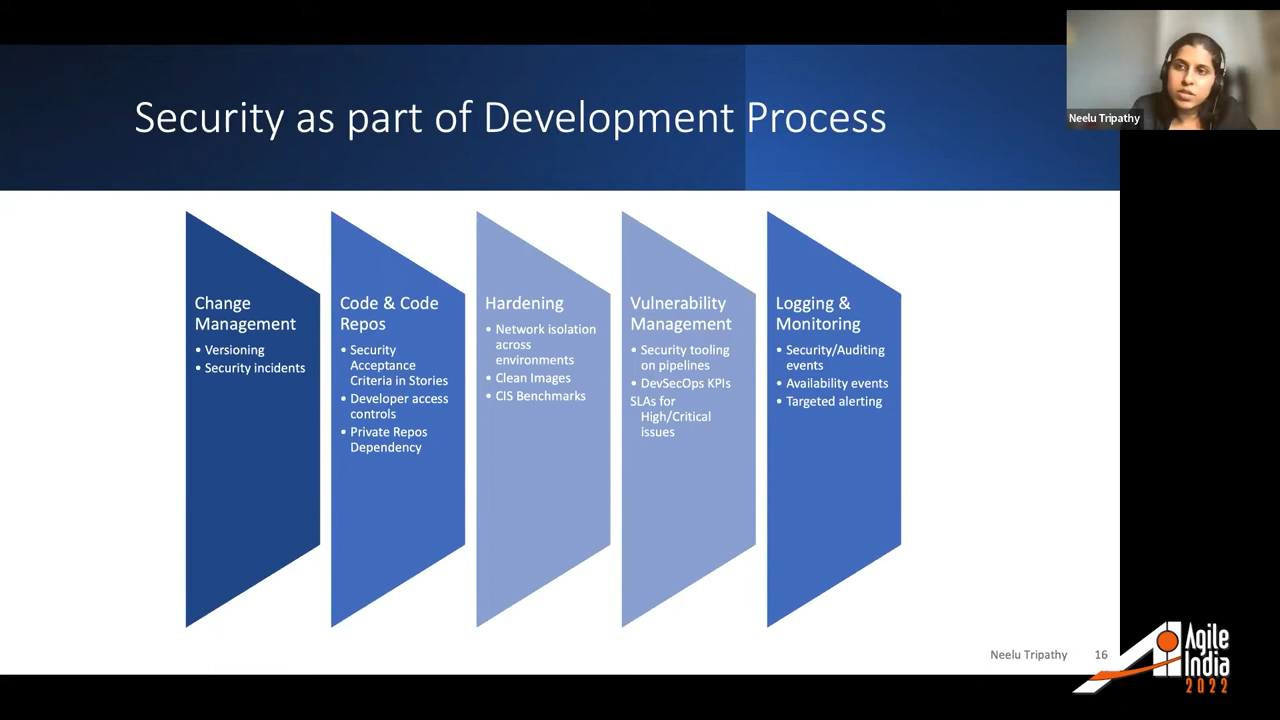 Security as part of Development Process
Neelu Tripathy
Change
Management
• Versioning
• Security incidents
Code & Code
Repos
• Security
Acceptance
Criteria in Stories
• Developer access
controls
• Private Repos
Dependency
Hardening
• Network isolation
across
environments
• Clean Images
• CIS Benchmarks
Vulnerability
Management
• Security tooling
on pipelines
• DevSecOps KPIs
SLAs for
High/Critical
issues
Logging &
Monitoring
• Security/Auditing
events
• Availability events
• Targeted alerting
Neelu Tripathy 16
Agile
India
2022